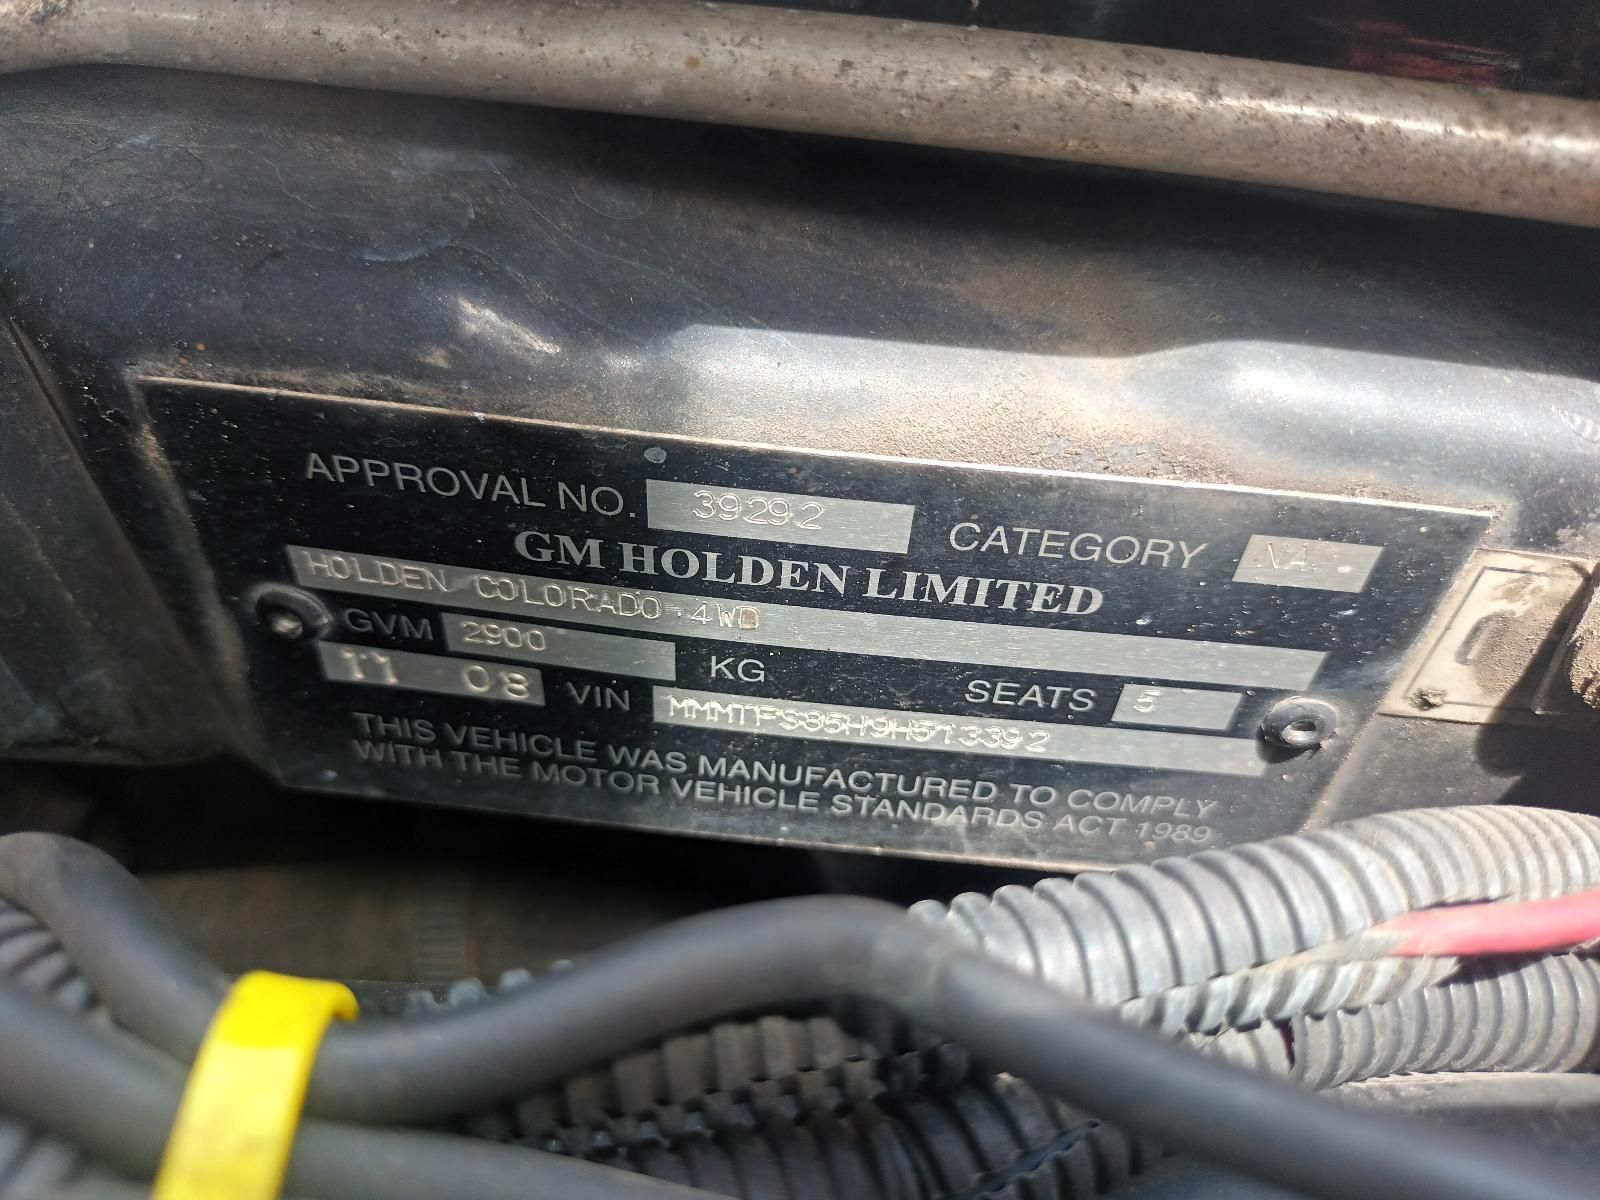 APPROVAL NO. 39292 CATEGORY NA
GM HOLDEN LIMITED
HOLDEN COLORADO 4WD
GVM 2900 KG SEATS 5
11 08 VIN MMMTFS85H9H513392
THIS VEHICLE WAS MANUFACTURED TO COMPLY
WITH THE MOTOR VEHICLE STANDARDS ACT 1989